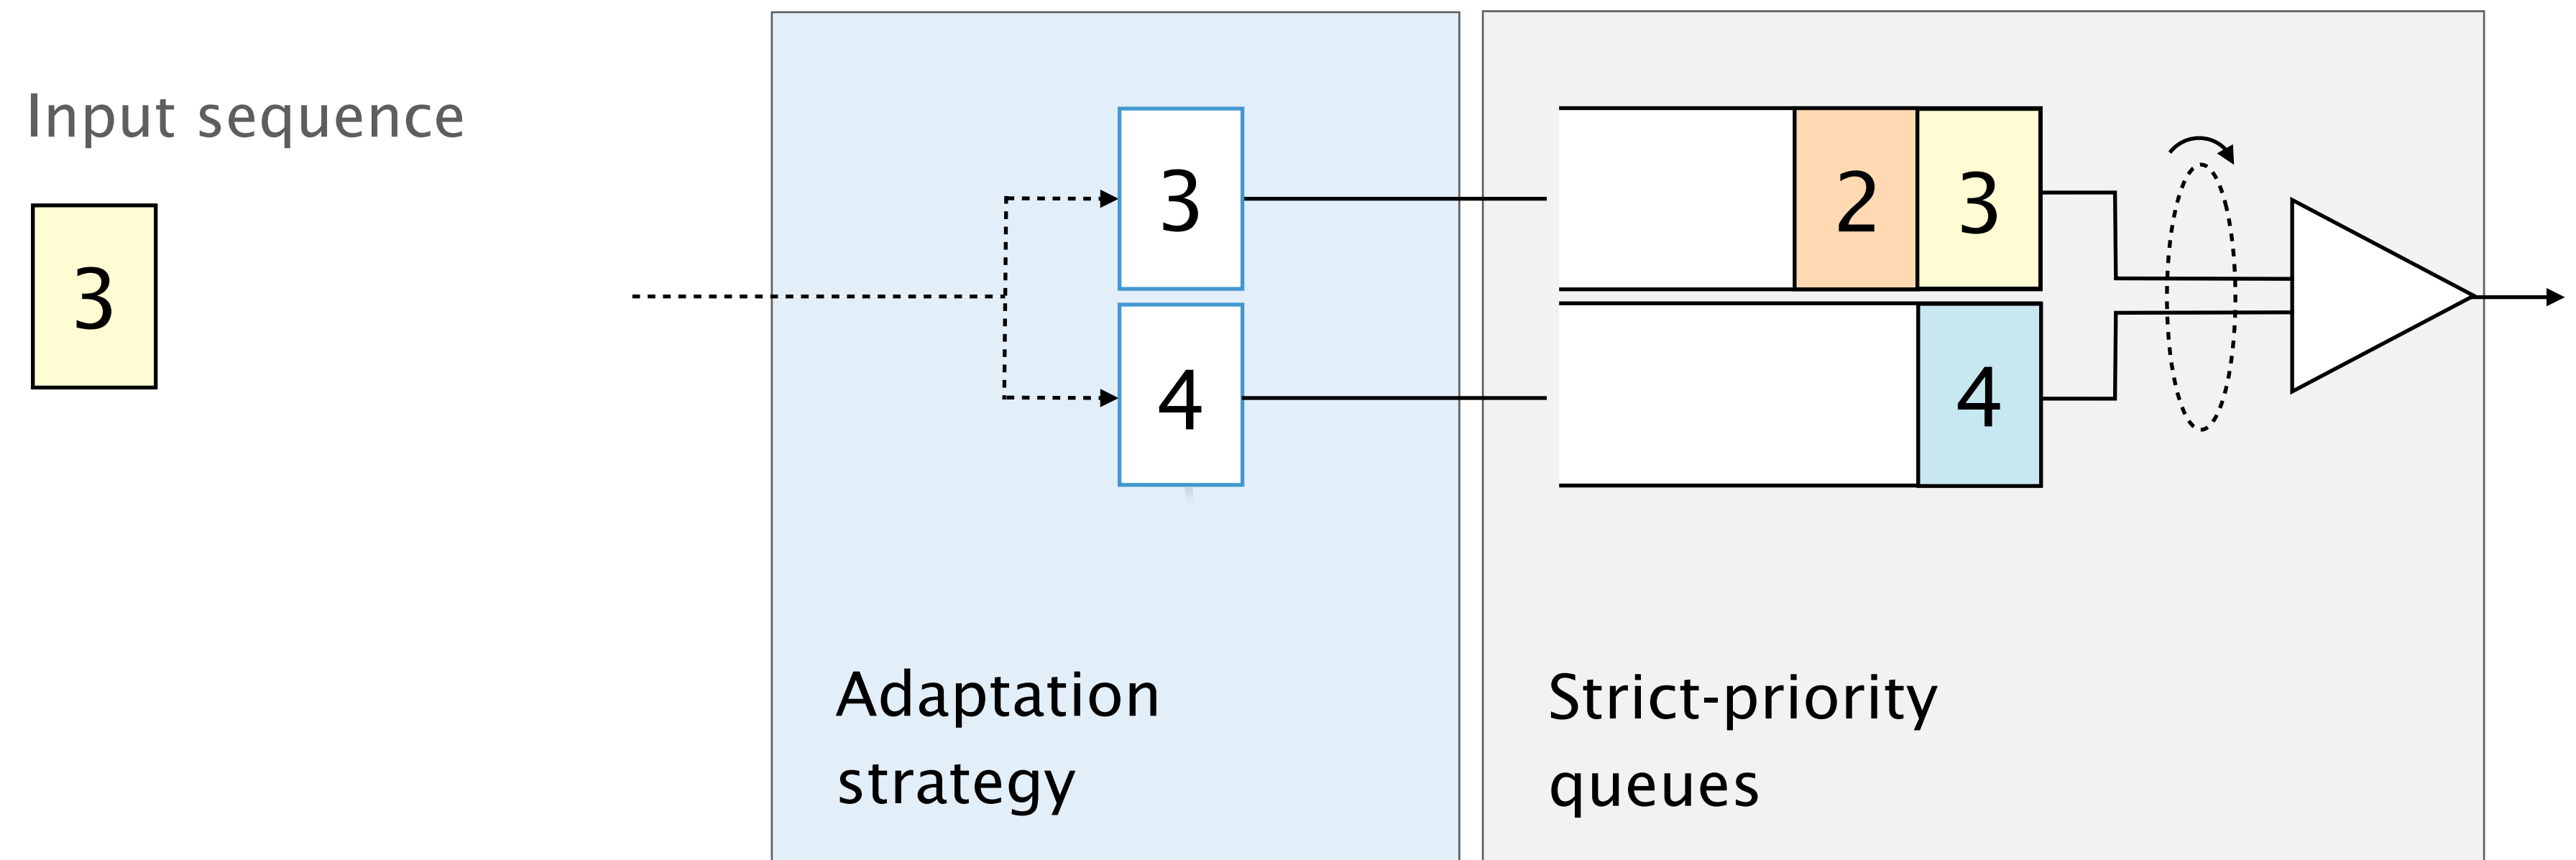 Input sequence
3
3
4
2 3
4
Adaptation
strategy
Strict-priority
queues